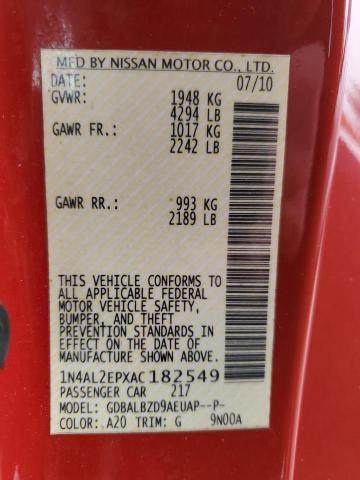 MFD BY NISSAN MOTOR CO., LTD.
DATE: 07/10
GVWR: 1948 KG
4294 LB
GAWR FR.: 1017 KG
2242 LB
GAWR RR.: 993 KG
2189 LB
THIS VEHICLE CONFORMS TO
ALL APPLICABLE FEDERAL
MOTOR VEHICLE SAFETY,
BUMPER, AND THEFT
PREVENTION STANDARDS IN
EFFECT ON THE DATE OF
MANUFACTURE SHOWN ABOVE.
1N4AL2EPXAC182549
PASSENGER CAR 217
MODEL: GDBALBZD9AEUAP--P-
COLOR: A20 TRIM: G 9N00A